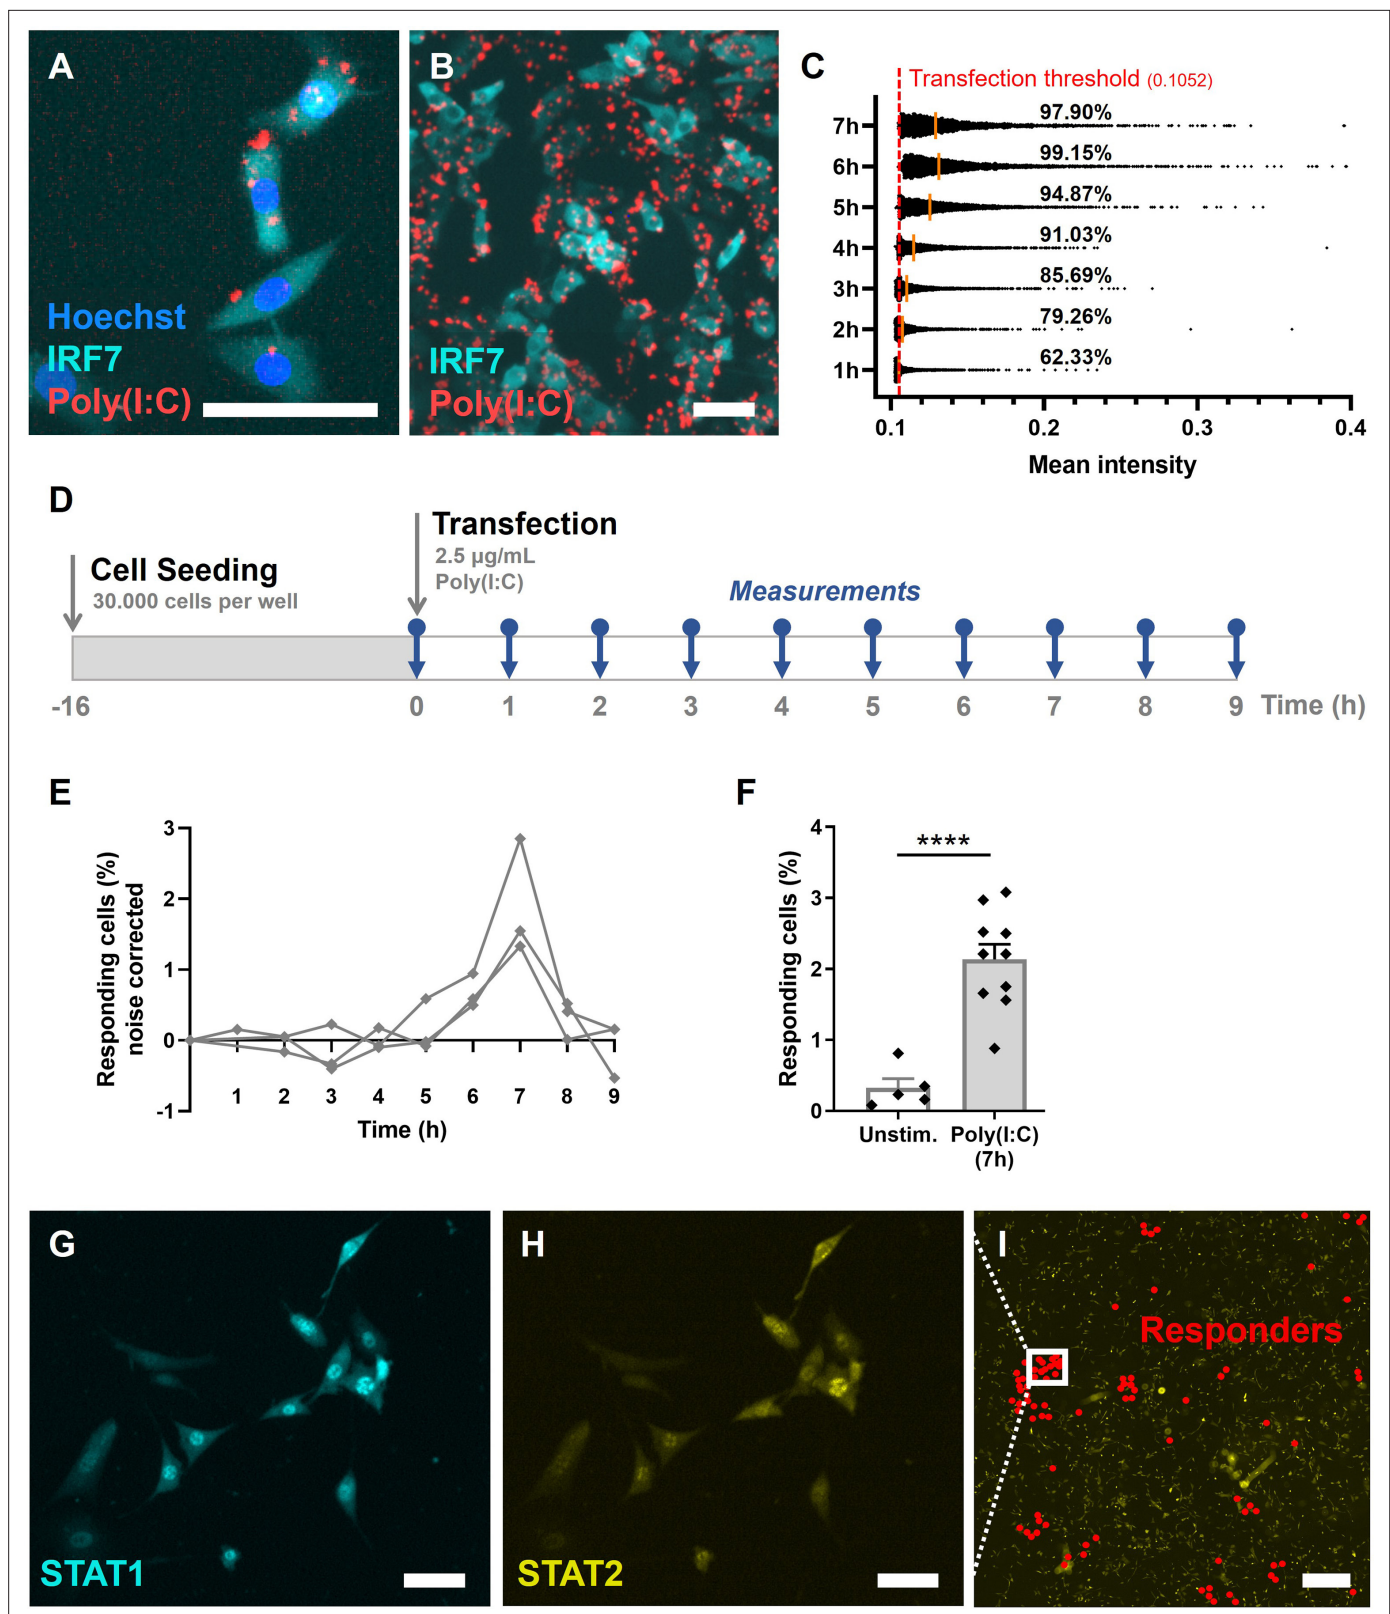 A
Hoechst
IRF7
Poly(I:C)
B
IRF7
Poly(I:C)
C
Transfection threshold (0.1052)
7h
97.90%
6h
99.15%
5h
94.87%
4h
91.03%
3h
85.69%
2h
79.26%
1h
62.33%
0.1 0.2 0.3 0.4
Mean intensity
D
Cell Seeding
30.000 cells per well
Transfection
2.5 µg/mL
Poly(I:C)
Measurements
-16 0 1 2 3 4 5 6 7 8 9 Time (h)
E
Responding cells (%)
noise corrected
3
2
1
0
-1
1 2 3 4 5 6 7 8 9
Time (h)
F
Responding cells (%)
4
3
2
1
0
****
Unstim. Poly(I:C)
(7h)
G
STAT1
H
STAT2
I
Responders